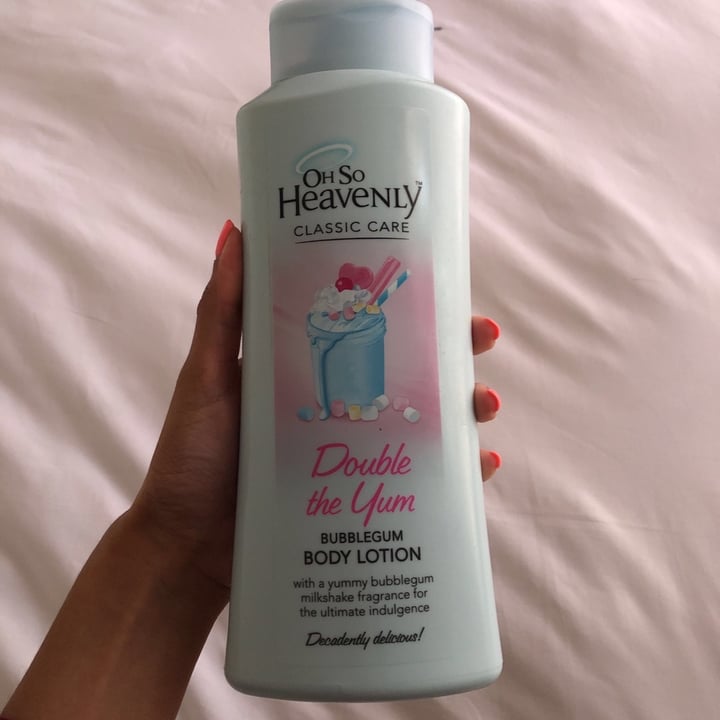 OH SO
HEAVENLY™
CLASSIC CARE
Double
the Yum
BUBBLEGUM
BODY LOTION
with a yummy bubblegum
milkshake fragrance for
the ultimate indulgence
Decadently delicious!